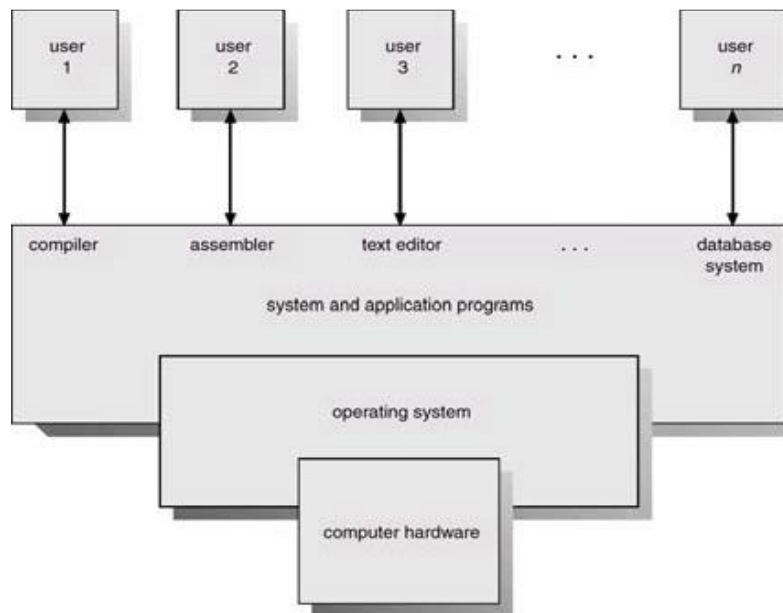 user
1
user
2
user
3
. . .
user
n
compiler
assembler
text editor
. . .
database
system
system and application programs
operating system
computer hardware